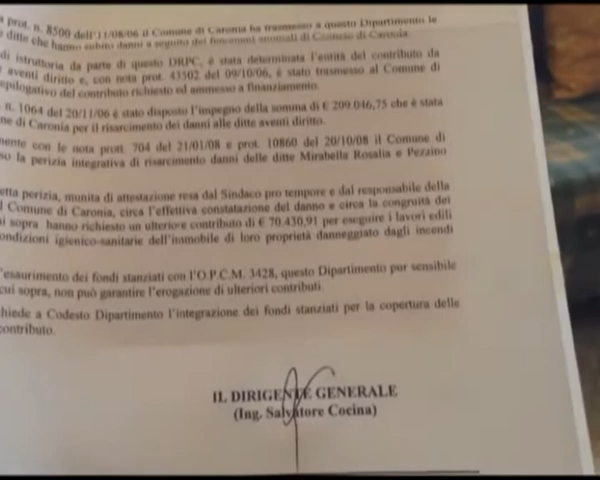 prot. n. 8500 dell'11/08/06 il Comune di Caronia ha trasmesso a questo Dipartimento le
ditte che hanno subito danni a seguito dei fenomeni anomali di Canneto di Caronia.
di istruttoria da parte di questo DRPC, è stata determinata l'entità del contributo da
aventi diritto e, con nota prot. 43502 del 09/10/06, è stato trasmesso al Comune di
epilogativo del contributo richiesto ed ammesso a finanziamento.
n. 1064 del 20/11/06 è stato disposto l'impegno della somma di € 209.046,75 che è stata
ne di Caronia per il risarcimento dei danni alle ditte aventi diritto.
mente con le nota prott. 704 del 21/01/08 e prot. 10860 del 20/10/08 il Comune di
so la perizia integrativa di risarcimento danni delle ditte Mirabella Rosalia e Pezzino
etta perizia, munita di attestazione resa dal Sindaco pro tempore e dal responsabile della
l Comune di Caronia, circa l'effettiva constatazione del danno e circa la congruità dei
i sopra hanno richiesto un ulteriore contributo di € 70.430,91 per eseguire i lavori edili
ondizioni igienico-sanitarie dell'immobile di loro proprietà danneggiato dagli incendi
'esaurimento dei fondi stanziati con l'O.P.C.M. 3428, questo Dipartimento pur sensibile
cui sopra, non può garantire l'erogazione di ulteriori contributi.
hiede a Codesto Dipartimento l'integrazione dei fondi stanziati per la copertura delle
contributo.
IL DIRIGENTE GENERALE
(Ing. Salvatore Cocina)